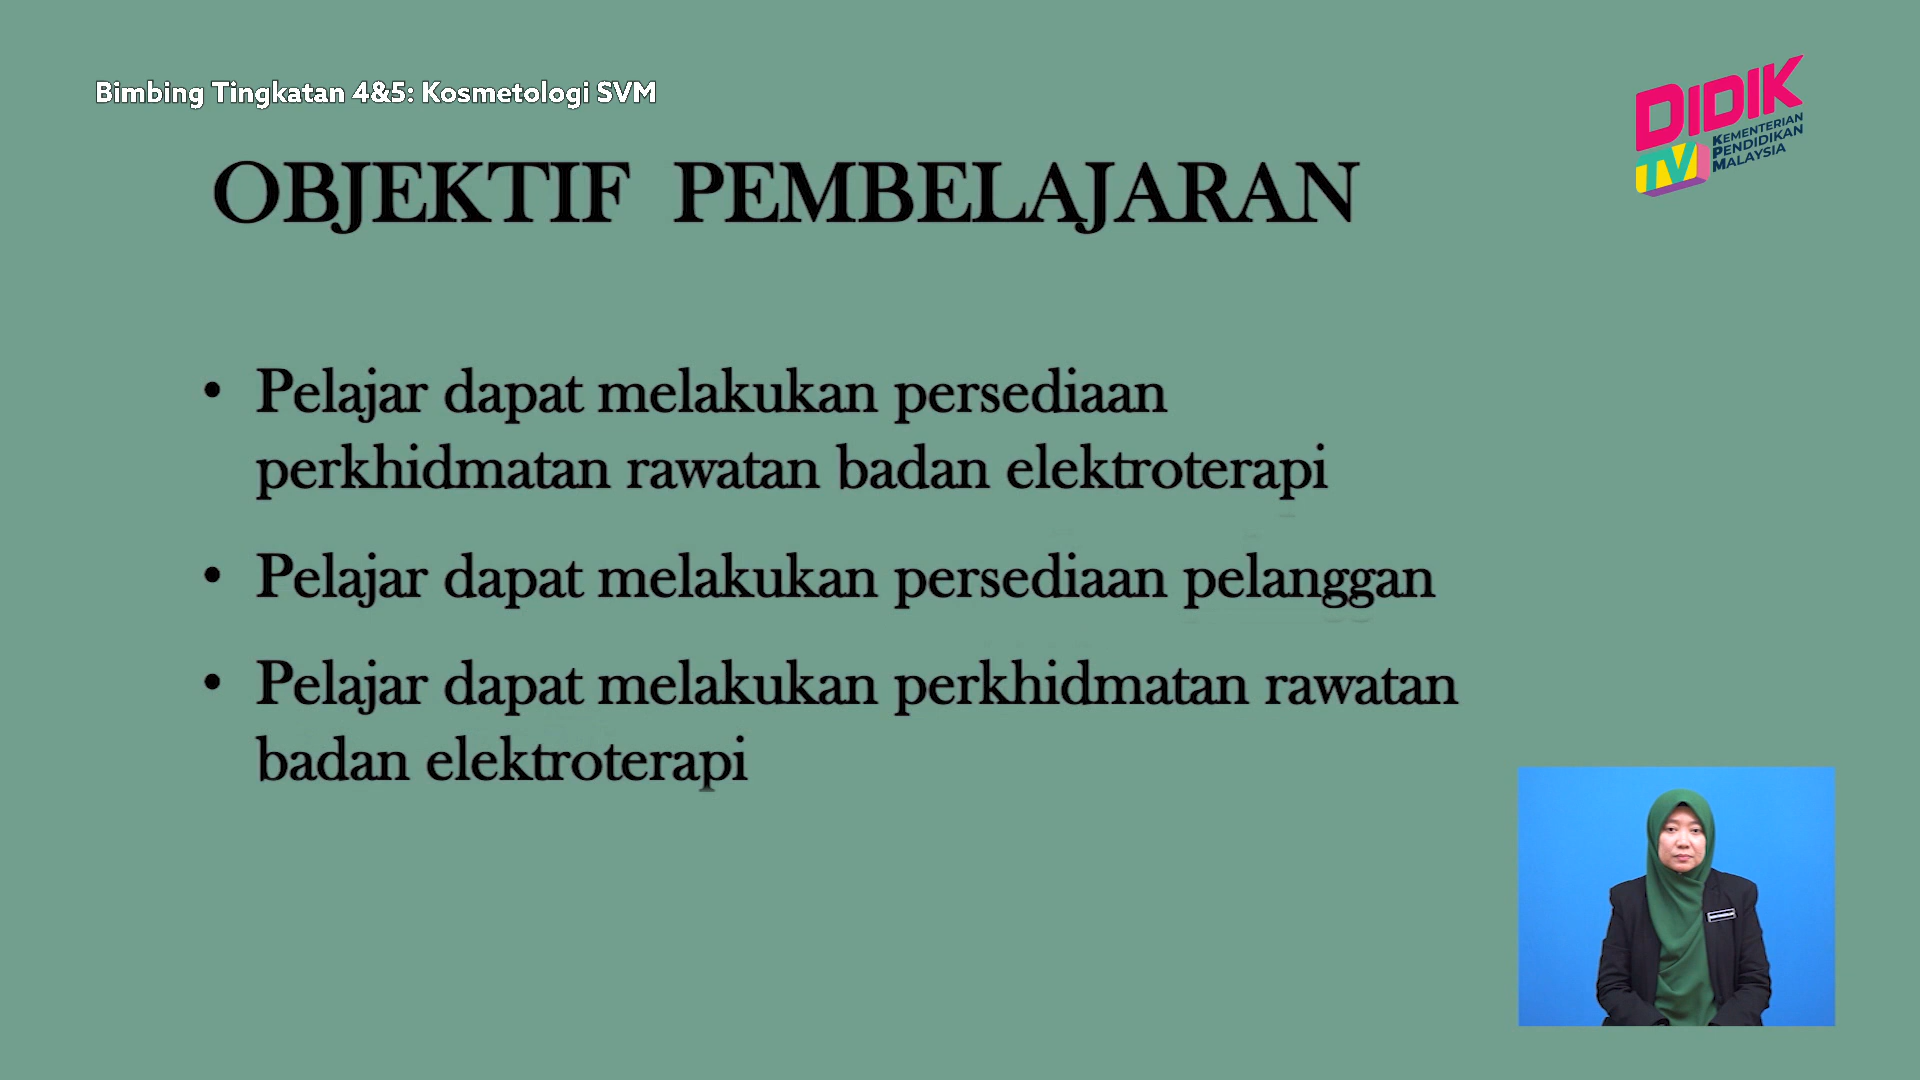 Bimbing Tingkatan 4&5: Kosmetologi SVM
DIDIK
TV
KEMENTERIAN
PENDIDIKAN
MALAYSIA
OBJEKTIF PEMBELAJARAN
• Pelajar dapat melakukan persediaan
perkhidmatan rawatan badan elektroterapi
• Pelajar dapat melakukan persediaan pelanggan
• Pelajar dapat melakukan perkhidmatan rawatan
badan elektroterapi